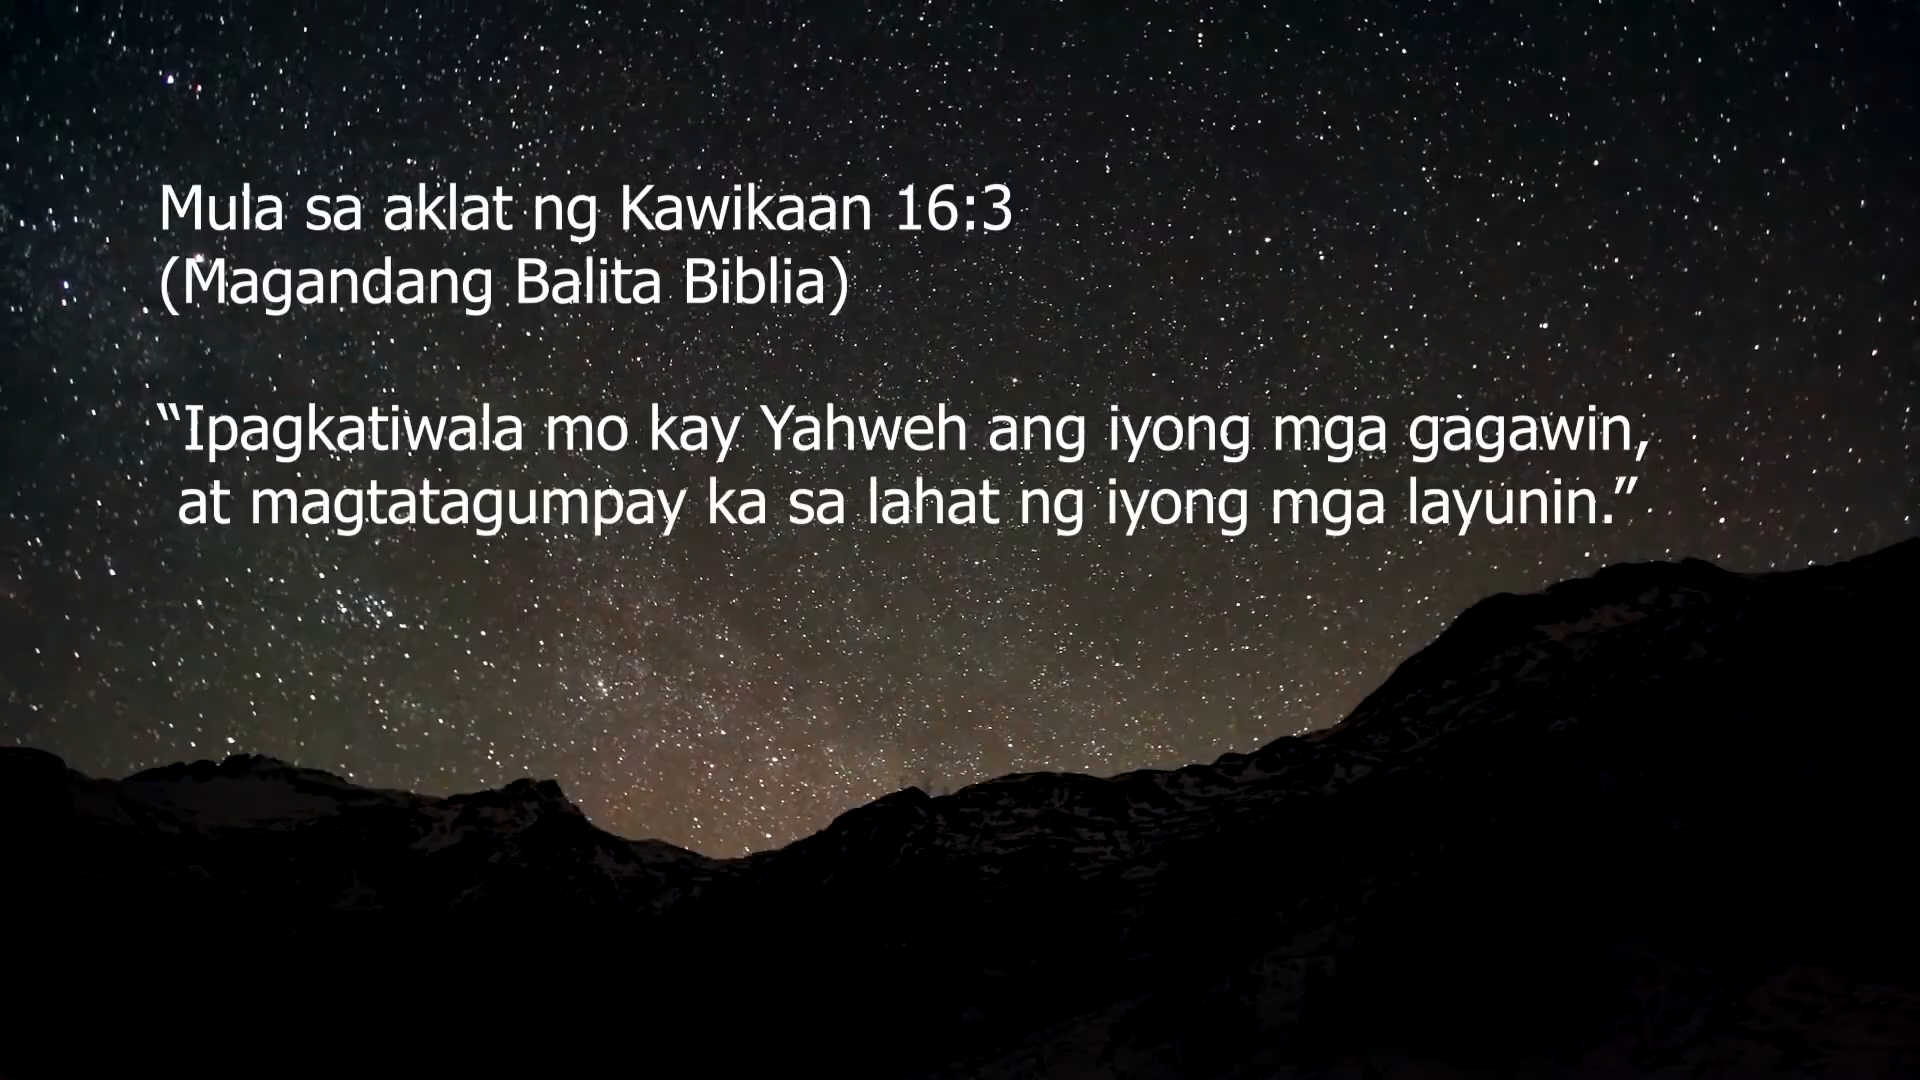 Mula sa aklat ng Kawikaan 16:3
(Magandang Balita Biblia)
“Ipagkatiwala mo kay Yahweh ang iyong mga gagawin,
at magtatagumpay ka sa lahat ng iyong mga layunin.”